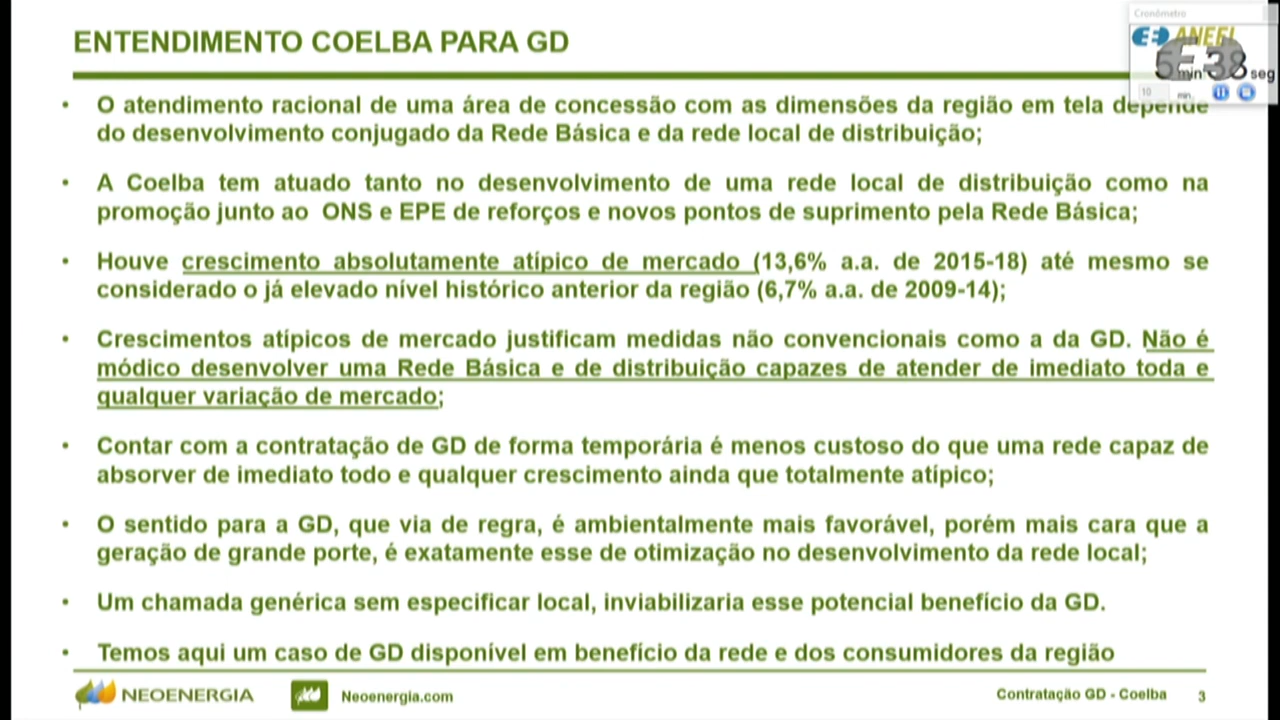 ENTENDIMENTO COELBA PARA GD
Cronômetro
ANEEL
5 min 38 seg
10 min.
• O atendimento racional de uma área de concessão com as dimensões da região em tela depende
do desenvolvimento conjugado da Rede Básica e da rede local de distribuição;
• A Coelba tem atuado tanto no desenvolvimento de uma rede local de distribuição como na
promoção junto ao ONS e EPE de reforços e novos pontos de suprimento pela Rede Básica;
• Houve crescimento absolutamente atípico de mercado (13,6% a.a. de 2015-18) até mesmo se
considerado o já elevado nível histórico anterior da região (6,7% a.a. de 2009-14);
• Crescimentos atípicos de mercado justificam medidas não convencionais como a da GD. Não é
módico desenvolver uma Rede Básica e de distribuição capazes de atender de imediato toda e
qualquer variação de mercado;
• Contar com a contratação de GD de forma temporária é menos custoso do que uma rede capaz de
absorver de imediato todo e qualquer crescimento ainda que totalmente atípico;
• O sentido para a GD, que via de regra, é ambientalmente mais favorável, porém mais cara que a
geração de grande porte, é exatamente esse de otimização no desenvolvimento da rede local;
• Um chamada genérica sem especificar local, inviabilizaria esse potencial benefício da GD.
• Temos aqui um caso de GD disponível em benefício da rede e dos consumidores da região
NEOENERGIA
Neoenergia.com
Contratação GD - Coelba 3